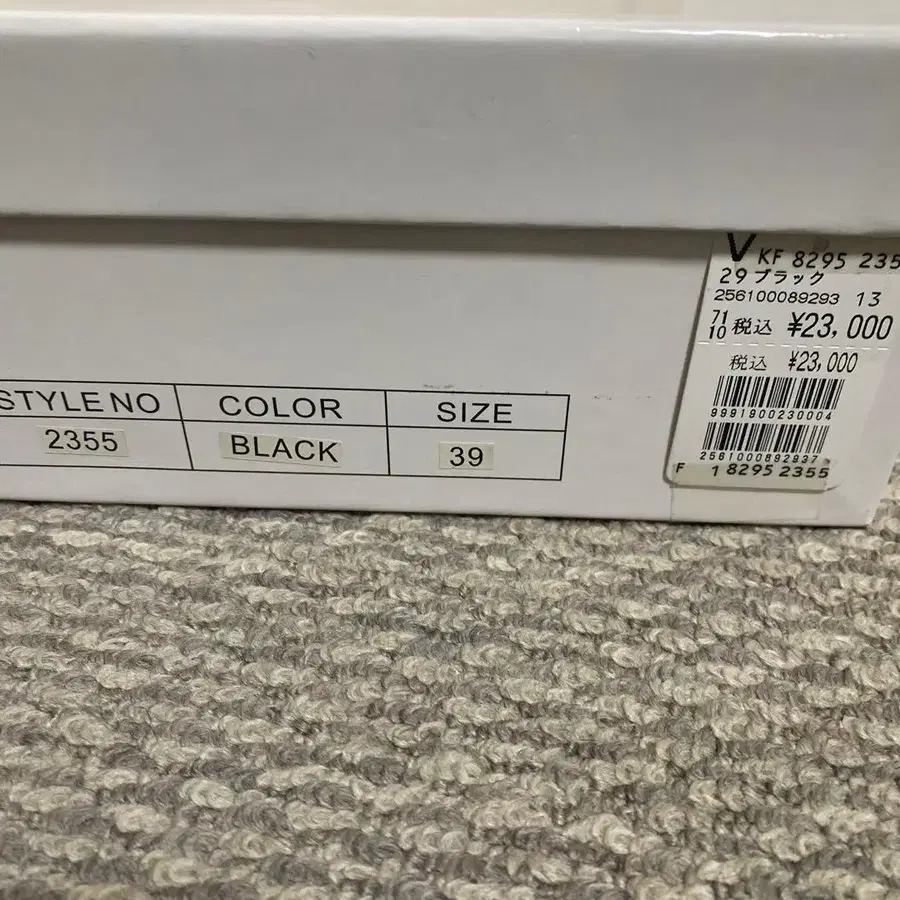 STYLE NO COLOR SIZE
2355 BLACK 39
V KF 8295 235
29 ブラック
256100089293 13
71
10 税込 ¥23,000
税込 ¥23,000
9991900230004
2561000892937
F 1 8295 2355